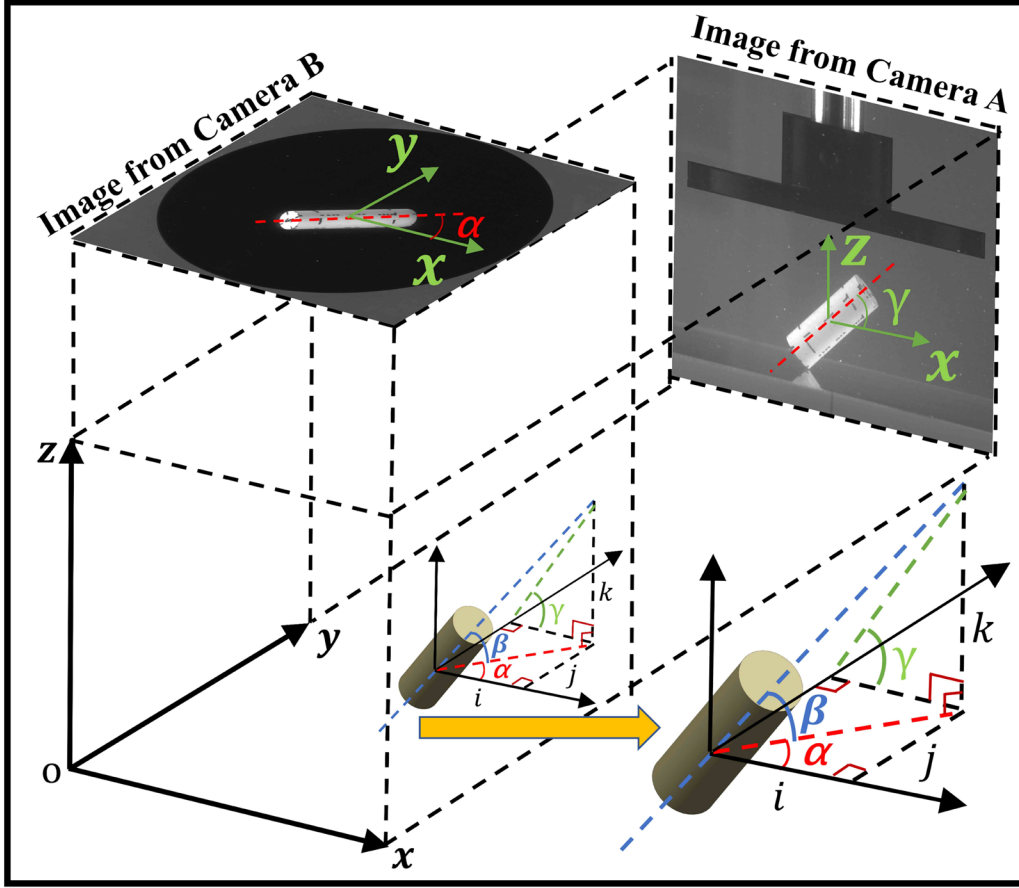 Image from Camera B
Image from Camera A
y
α
x
z
γ
x
z
y
o
x
k
γ
β
α
i
j
k
γ
β
α
i
j